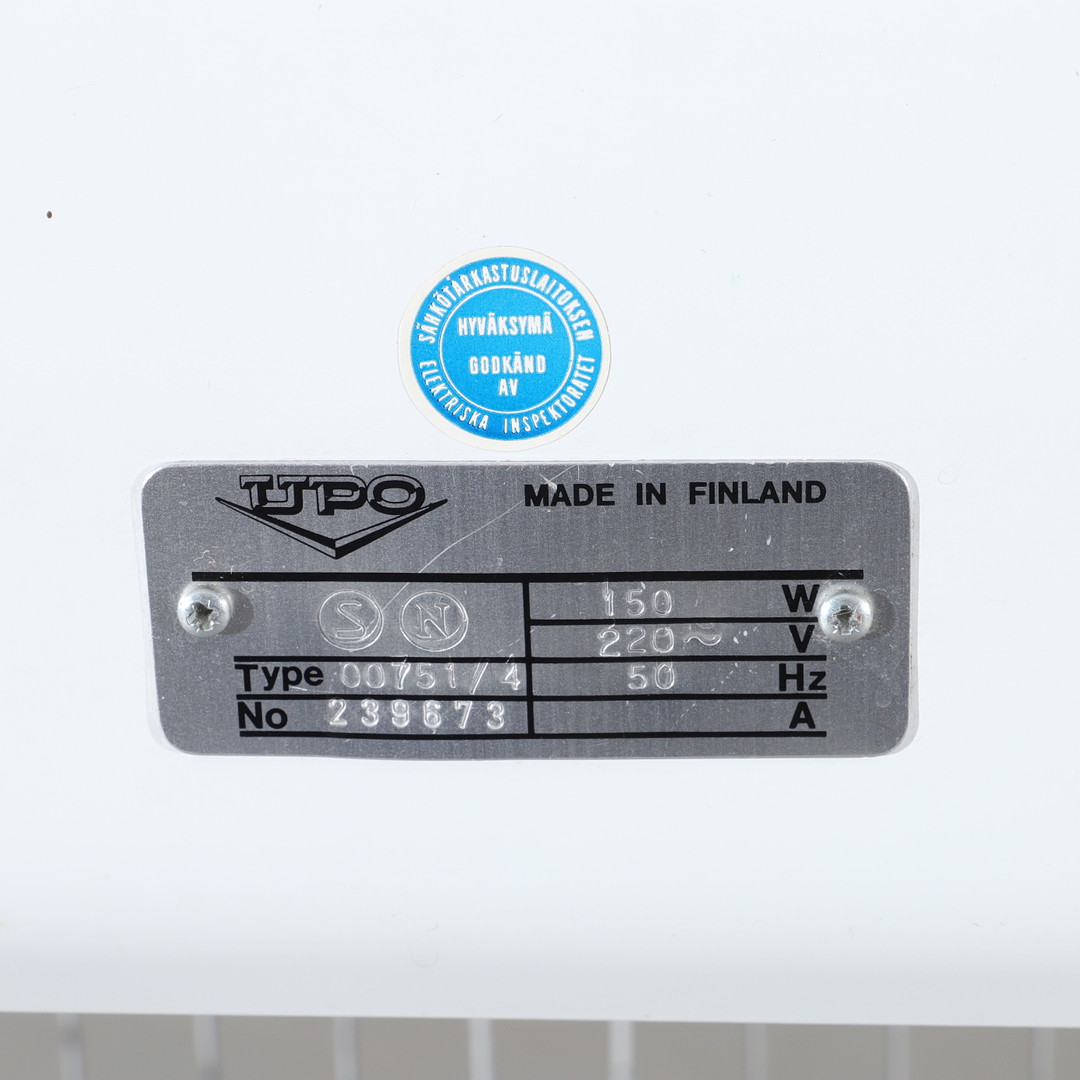 SÄHKÖTARKASTUSLAITOKSEN
HYVÄKSYMÄ
GODKÄND
AV
ELEKTRISKA INSPEKTORATET
UPO MADE IN FINLAND
S N 150 W
220 ~ V
Type 00751/4 50 Hz
No 239673 A